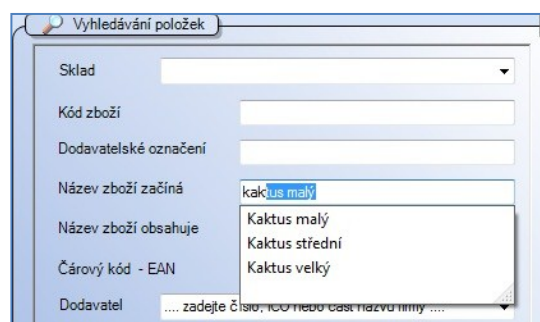 Vyhledávání položek
Sklad
Kód zboží
Dodavatelské označení
Název zboží začíná kaktus malý
Název zboží obsahuje Kaktus malý
Kaktus střední
Čárový kód - EAN Kaktus velký
Dodavatel .... zadejte číslo, ICO nebo část názvu firmy ....